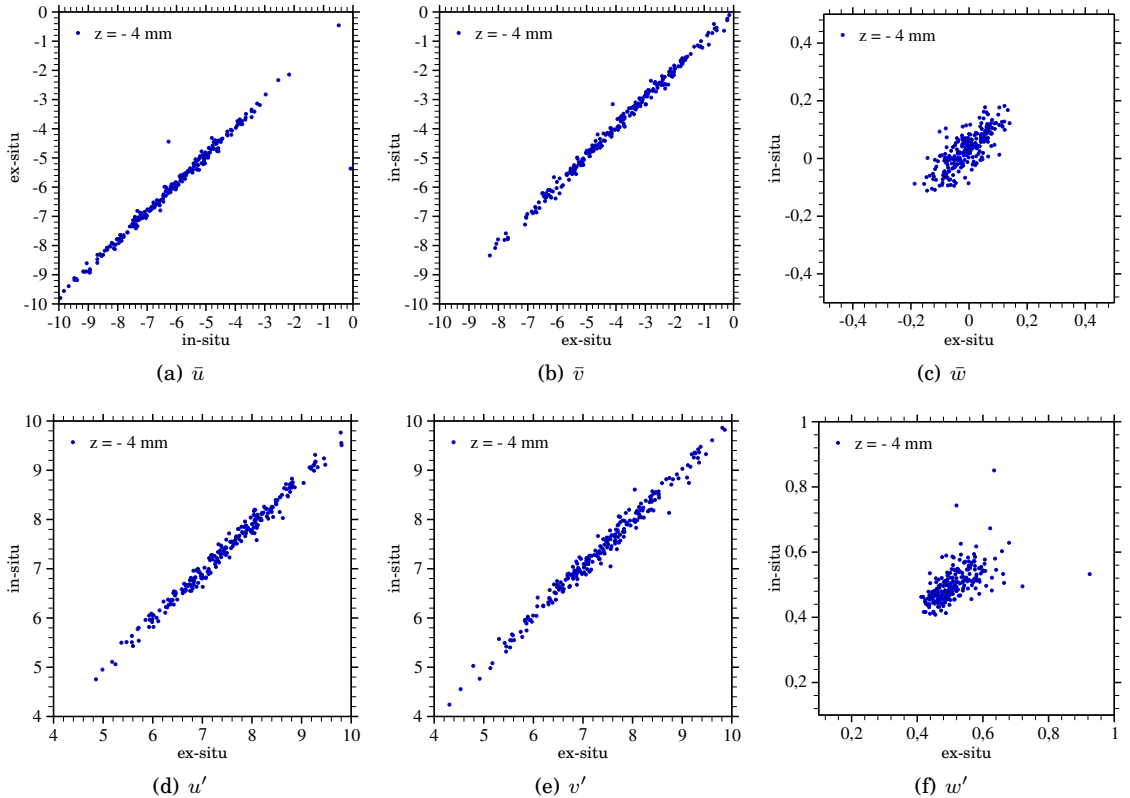 0
-1
-2
-3
-4
-5
-6
-7
-8
-9
-10
ex-situ
z = - 4 mm
-10 -9 -8 -7 -6 -5 -4 -3 -2 -1 0
in-situ
(a) ū
0
-1
-2
-3
-4
-5
-6
-7
-8
-9
-10
in-situ
z = - 4 mm
-10 -9 -8 -7 -6 -5 -4 -3 -2 -1 0
ex-situ
(b) v̄
0,4
0,2
0
-0,2
-0,4
in-situ
z = - 4 mm
-0,4 -0,2 0 0,2 0,4
ex-situ
(c) w̄
10
9
8
7
6
5
4
in-situ
z = - 4 mm
4 5 6 7 8 9 10
ex-situ
(d) u′
10
9
8
7
6
5
4
in-situ
z = - 4 mm
4 5 6 7 8 9 10
ex-situ
(e) v′
1
0,8
0,6
0,4
0,2
in-situ
z = - 4 mm
0,2 0,4 0,6 0,8 1
ex-situ
(f) w′